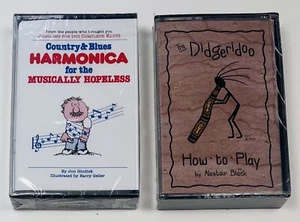 From the people who brought you
JUGGLING FOR THE COMPLETE KLUTZ
Country & Blues
HARMONICA
for the
MUSICALLY HOPELESS
By Jon Gindick
Illustrated by Barry Geller
The
Didgeridoo
How to Play
by Nestor Black